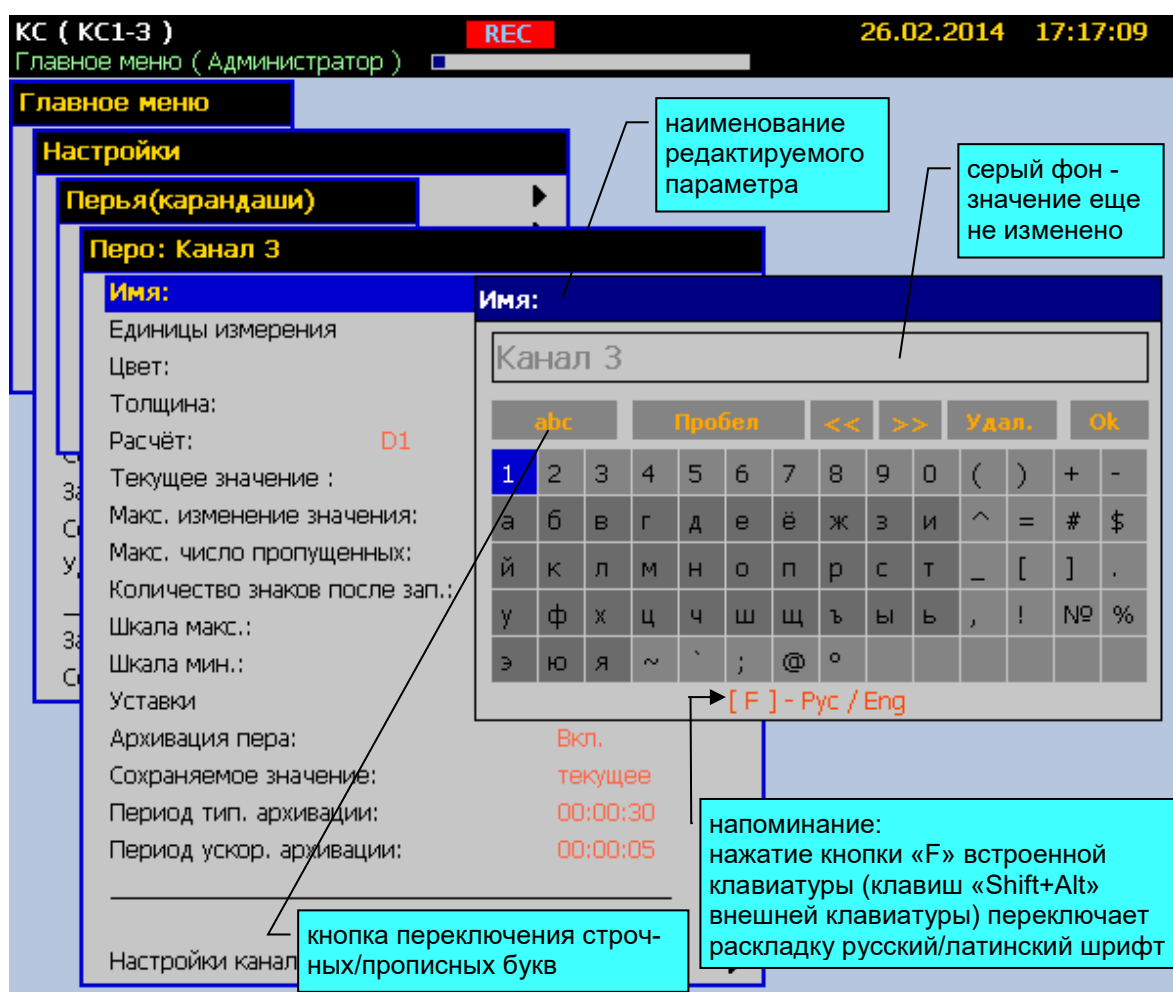 КС ( КС1-3 )
REC
26.02.2014 17:17:09
Главное меню ( Администратор )
Главное меню
Настройки
Перья(карандаши)
Перо: Канал 3
наименование
редактируемого
параметра
серый фон -
значение еще
не изменено
Имя:
Единицы измерения
Цвет:
Толщина:
Расчёт: D1
Текущее значение :
Макс. изменение значения:
Макс. число пропущенных:
Количество знаков после зап.:
Шкала макс.:
Шкала мин.:
Уставки
Архивация пера: Вкл.
Сохраняемое значение: текущее
Период тип. архивации: 00:00:30
Период ускор. архивации: 00:00:05
Настройки канал
Имя:
Канал 3
abc Пробел << >> Удал. Ok
1 2 3 4 5 6 7 8 9 0 ( ) + -
а б в г д е ё ж з и ^ = # $
й к л м н о п р с т _ [ ] .
у ф х ц ч ш щ ъ ы ь , ! № %
э ю я ~ ` ; @ °
[ F ] - Рус / Eng
напоминание:
нажатие кнопки «F» встроенной
клавиатуры (клавиш «Shift+Alt»
внешней клавиатуры) переключает
раскладку русский/латинский шрифт
кнопка переключения строч-
ных/прописных букв